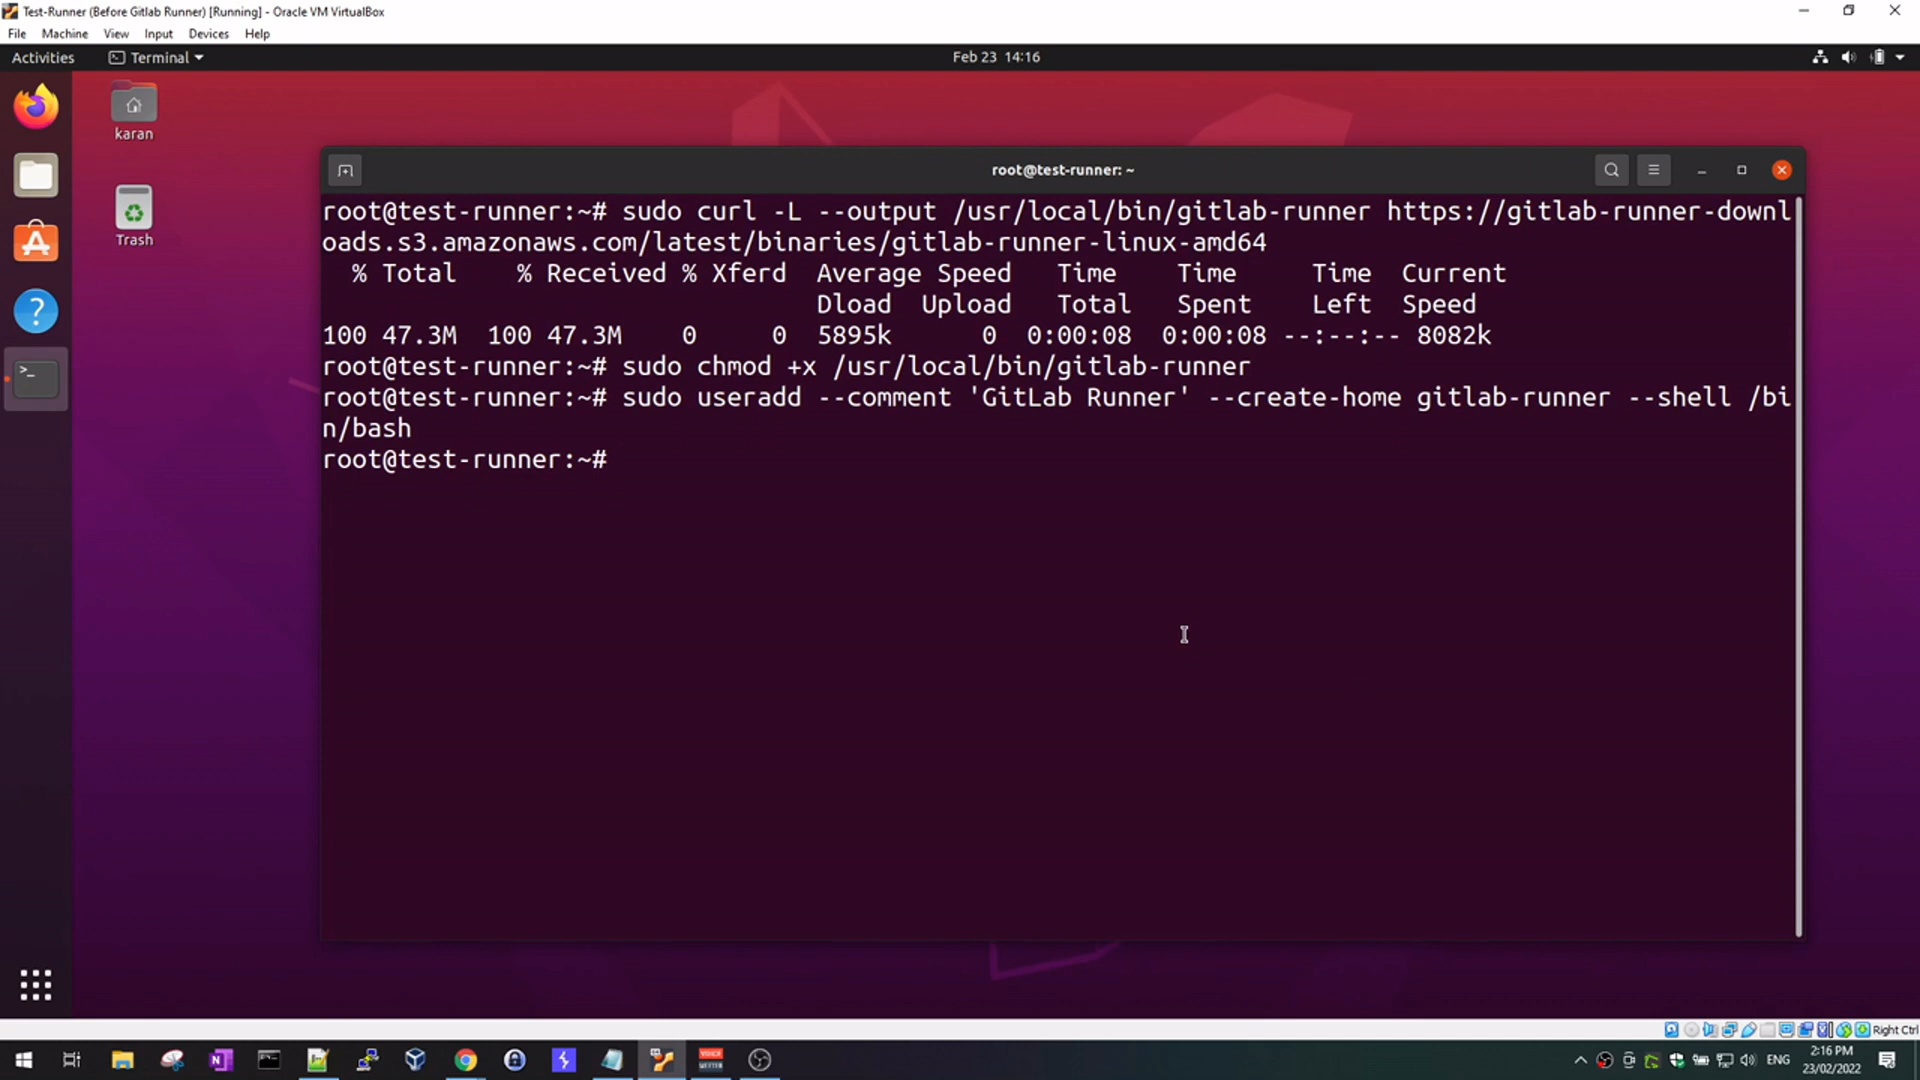 Test-Runner (Before Gitlab Runner) [Running] - Oracle VM VirtualBox
File Machine View Input Devices Help
Activities Terminal Feb 23 14:16
karan
Trash
root@test-runner: ~
root@test-runner:~# sudo curl -L --output /usr/local/bin/gitlab-runner https://gitlab-runner-downl
oads.s3.amazonaws.com/latest/binaries/gitlab-runner-linux-amd64
% Total % Received % Xferd Average Speed Time Time Time Current
Dload Upload Total Spent Left Speed
100 47.3M 100 47.3M 0 0 5895k 0 0:00:08 0:00:08 --:--:-- 8082k
root@test-runner:~# sudo chmod +x /usr/local/bin/gitlab-runner
root@test-runner:~# sudo useradd --comment 'GitLab Runner' --create-home gitlab-runner --shell /bi
n/bash
root@test-runner:~#
Right Ctrl
VOICE
ENG
2:16 PM
23/02/2022